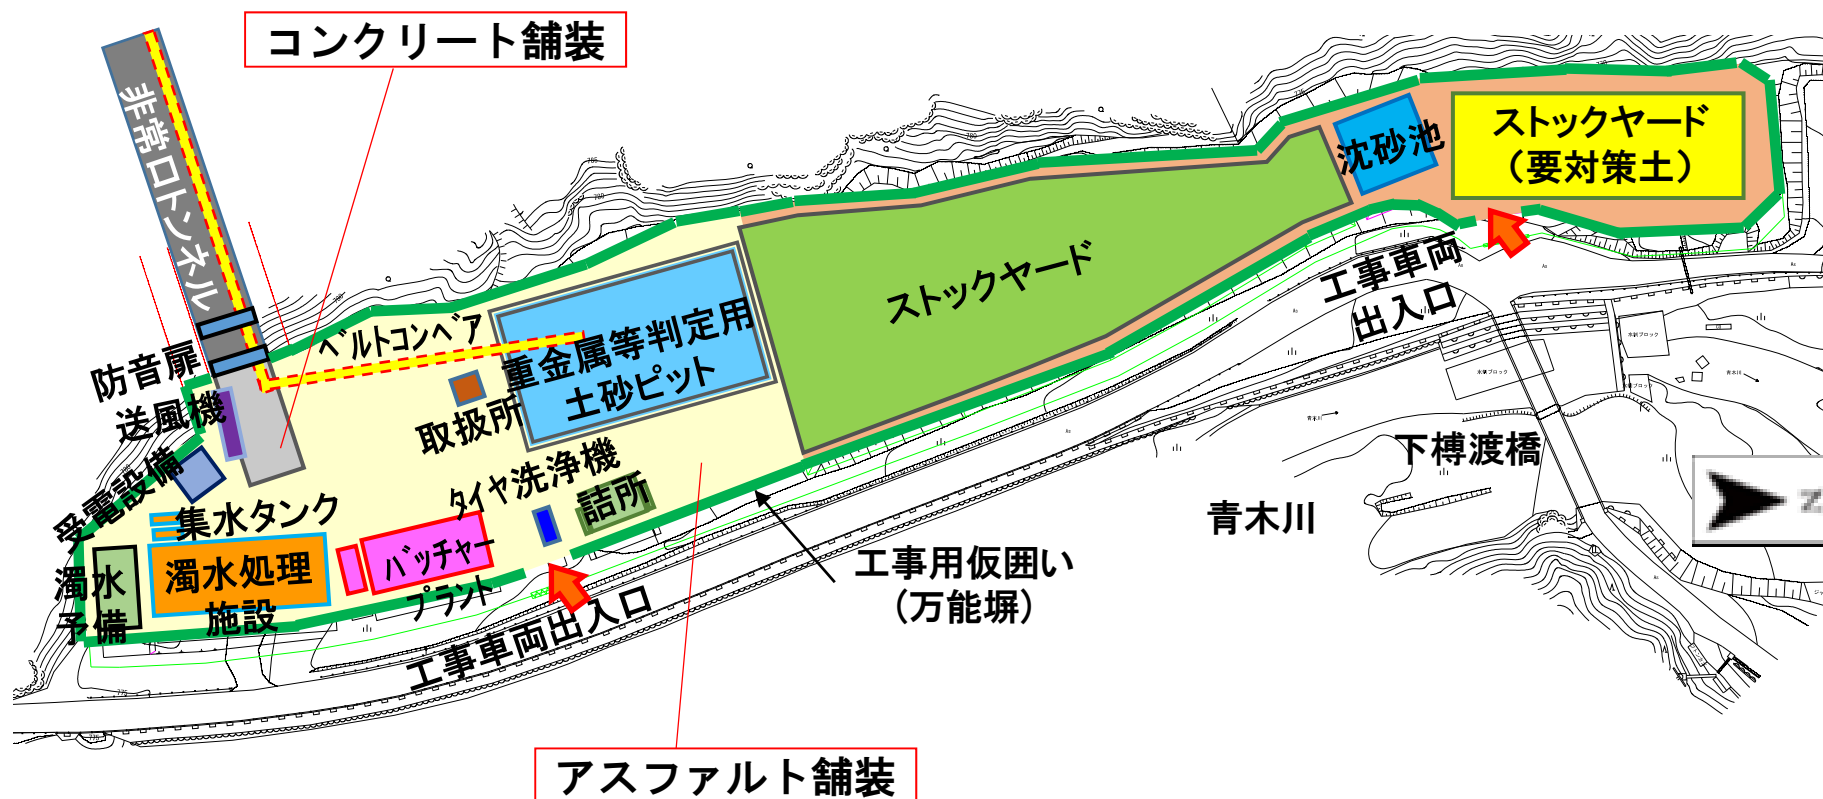 コンクリート舗装
非常口トンネル
ストックヤード
（要対策土）
沈砂池
ストックヤード
工事車両
出入口
ベルトコンベア
重金属等判定用
土砂ピット
防音扉
送風機
取扱所
受電設備
タイヤ洗浄機
詰所
集水タンク
濁水処理
施設
濁水
予備
バッチャー
プラント
工事車両出入口
工事用仮囲い
（万能塀）
下樽渡橋
青木川
アスファルト舗装
Z
青木川
青木川